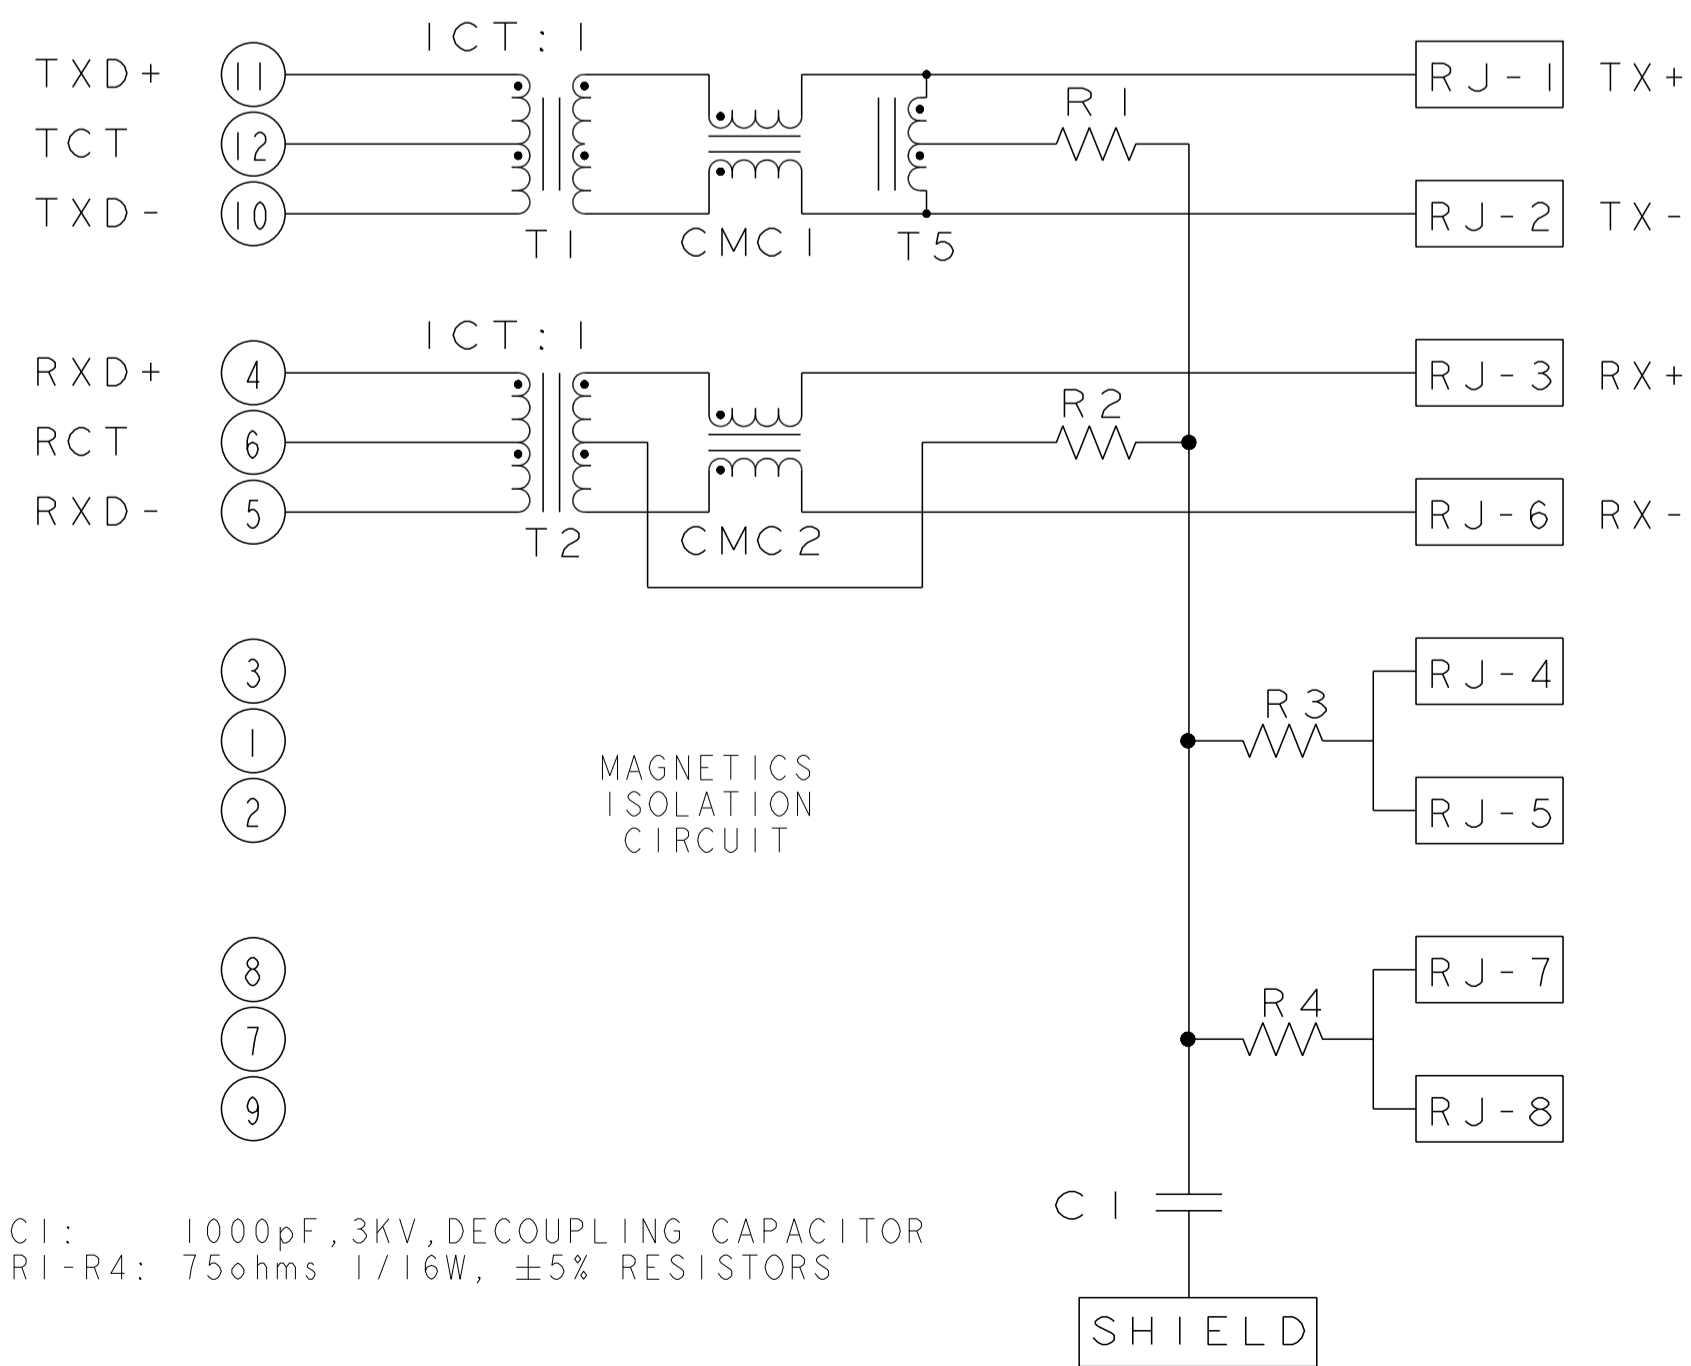 1CT:1
TXD+ 11 RJ-1 TX+
R1
TCT 12
TXD- 10 RJ-2 TX-
T1 CMC1 T5
1CT:1
RXD+ 4 RJ-3 RX+
R2
RCT 6
RXD- 5 RJ-6 RX-
T2 CMC2
3 RJ-4
R3
1
2 RJ-5
MAGNETICS
ISOLATION
CIRCUIT
8 RJ-7
R4
7
9 RJ-8
C1
C1: 1000pF,3KV,DECOUPLING CAPACITOR
R1-R4: 75ohms 1/16W, ±5% RESISTORS
SHIELD